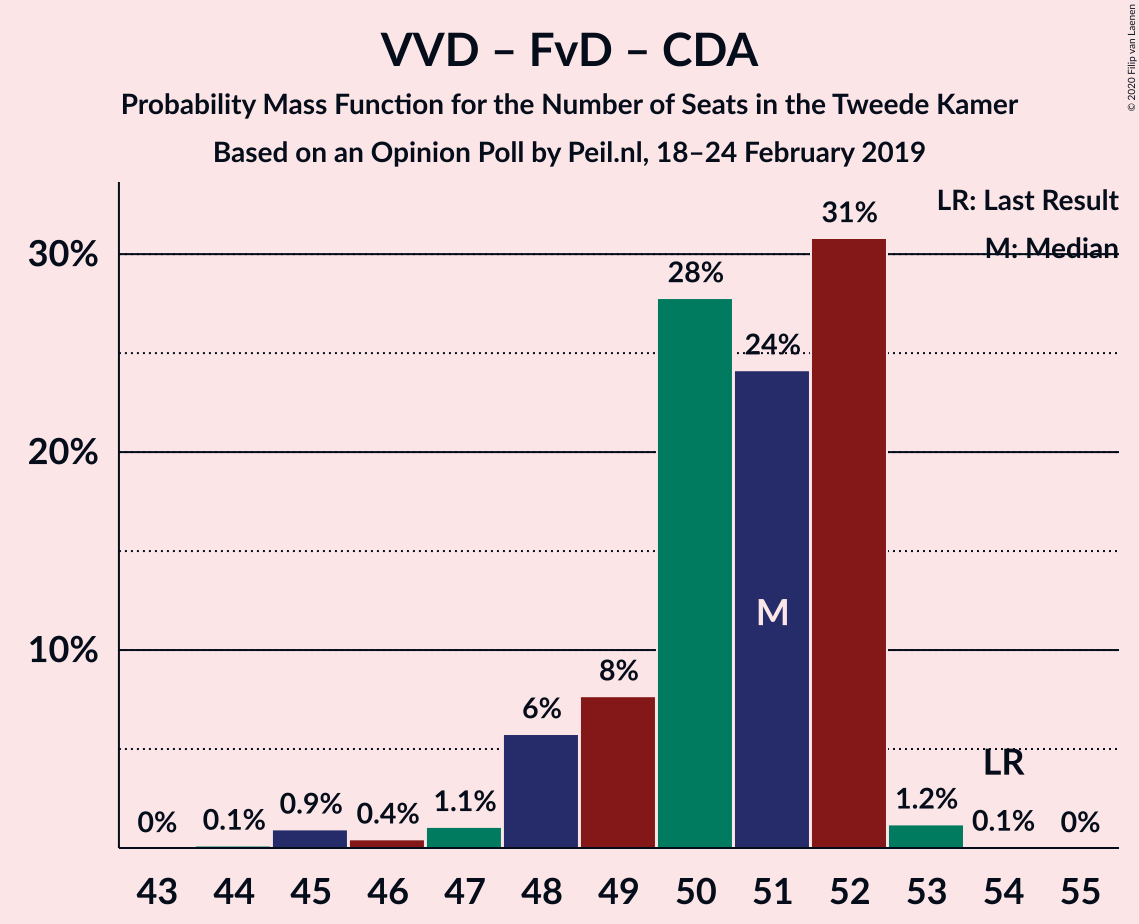 VVD – FvD – CDA
Probability Mass Function for the Number of Seats in the Tweede Kamer
Based on an Opinion Poll by Peil.nl, 18–24 February 2019
© 2020 Filip van Laenen
LR: Last Result
M: Median
30%
20%
10%
0%
0.1%
0.9%
0.4%
1.1%
6%
8%
28%
24%
31%
1.2%
0.1%
0%
M
LR
43 44 45 46 47 48 49 50 51 52 53 54 55